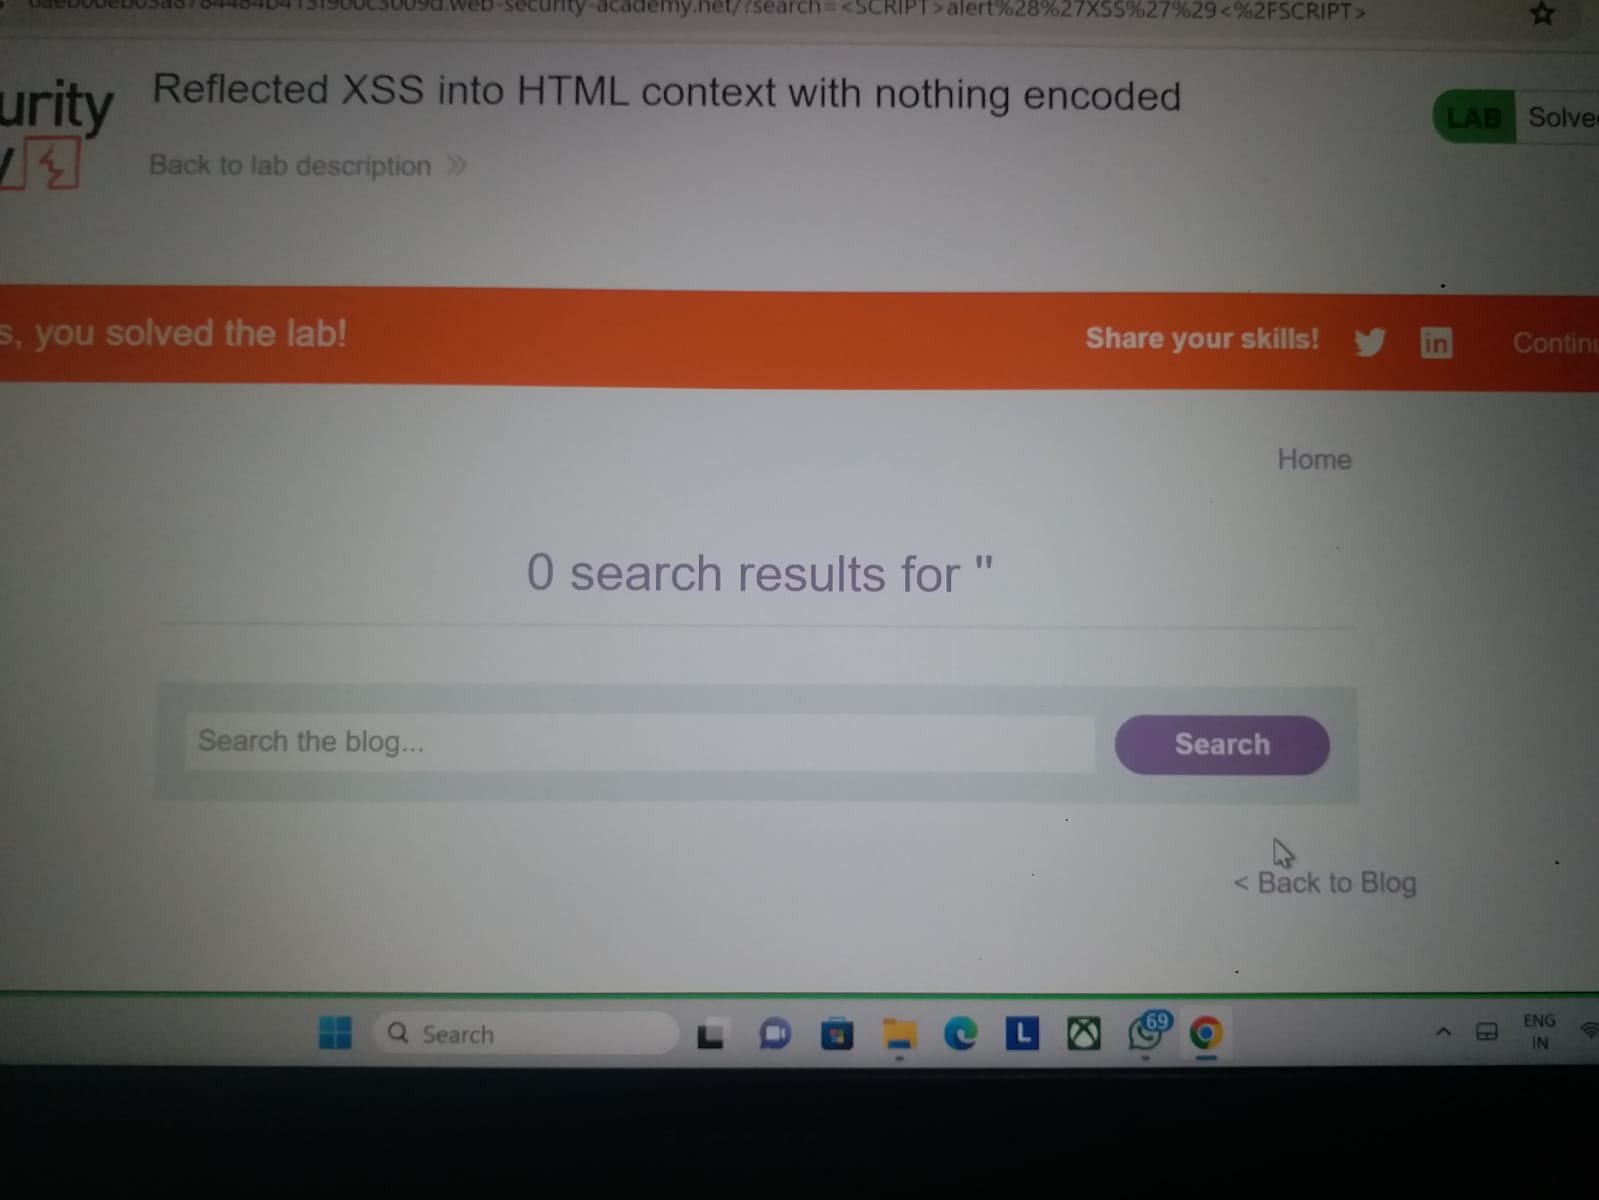 .web-security-academy.net/?search=<SCRIPT>alert%28%27XSS%27%29<%2FSCRIPT>
urity
Reflected XSS into HTML context with nothing encoded
LAB Solve
Back to lab description >>
s, you solved the lab!
Share your skills!
in
Contin
Home
0 search results for ''
Search the blog...
Search
< Back to Blog
Search
L
69
ENG
IN
LEGION